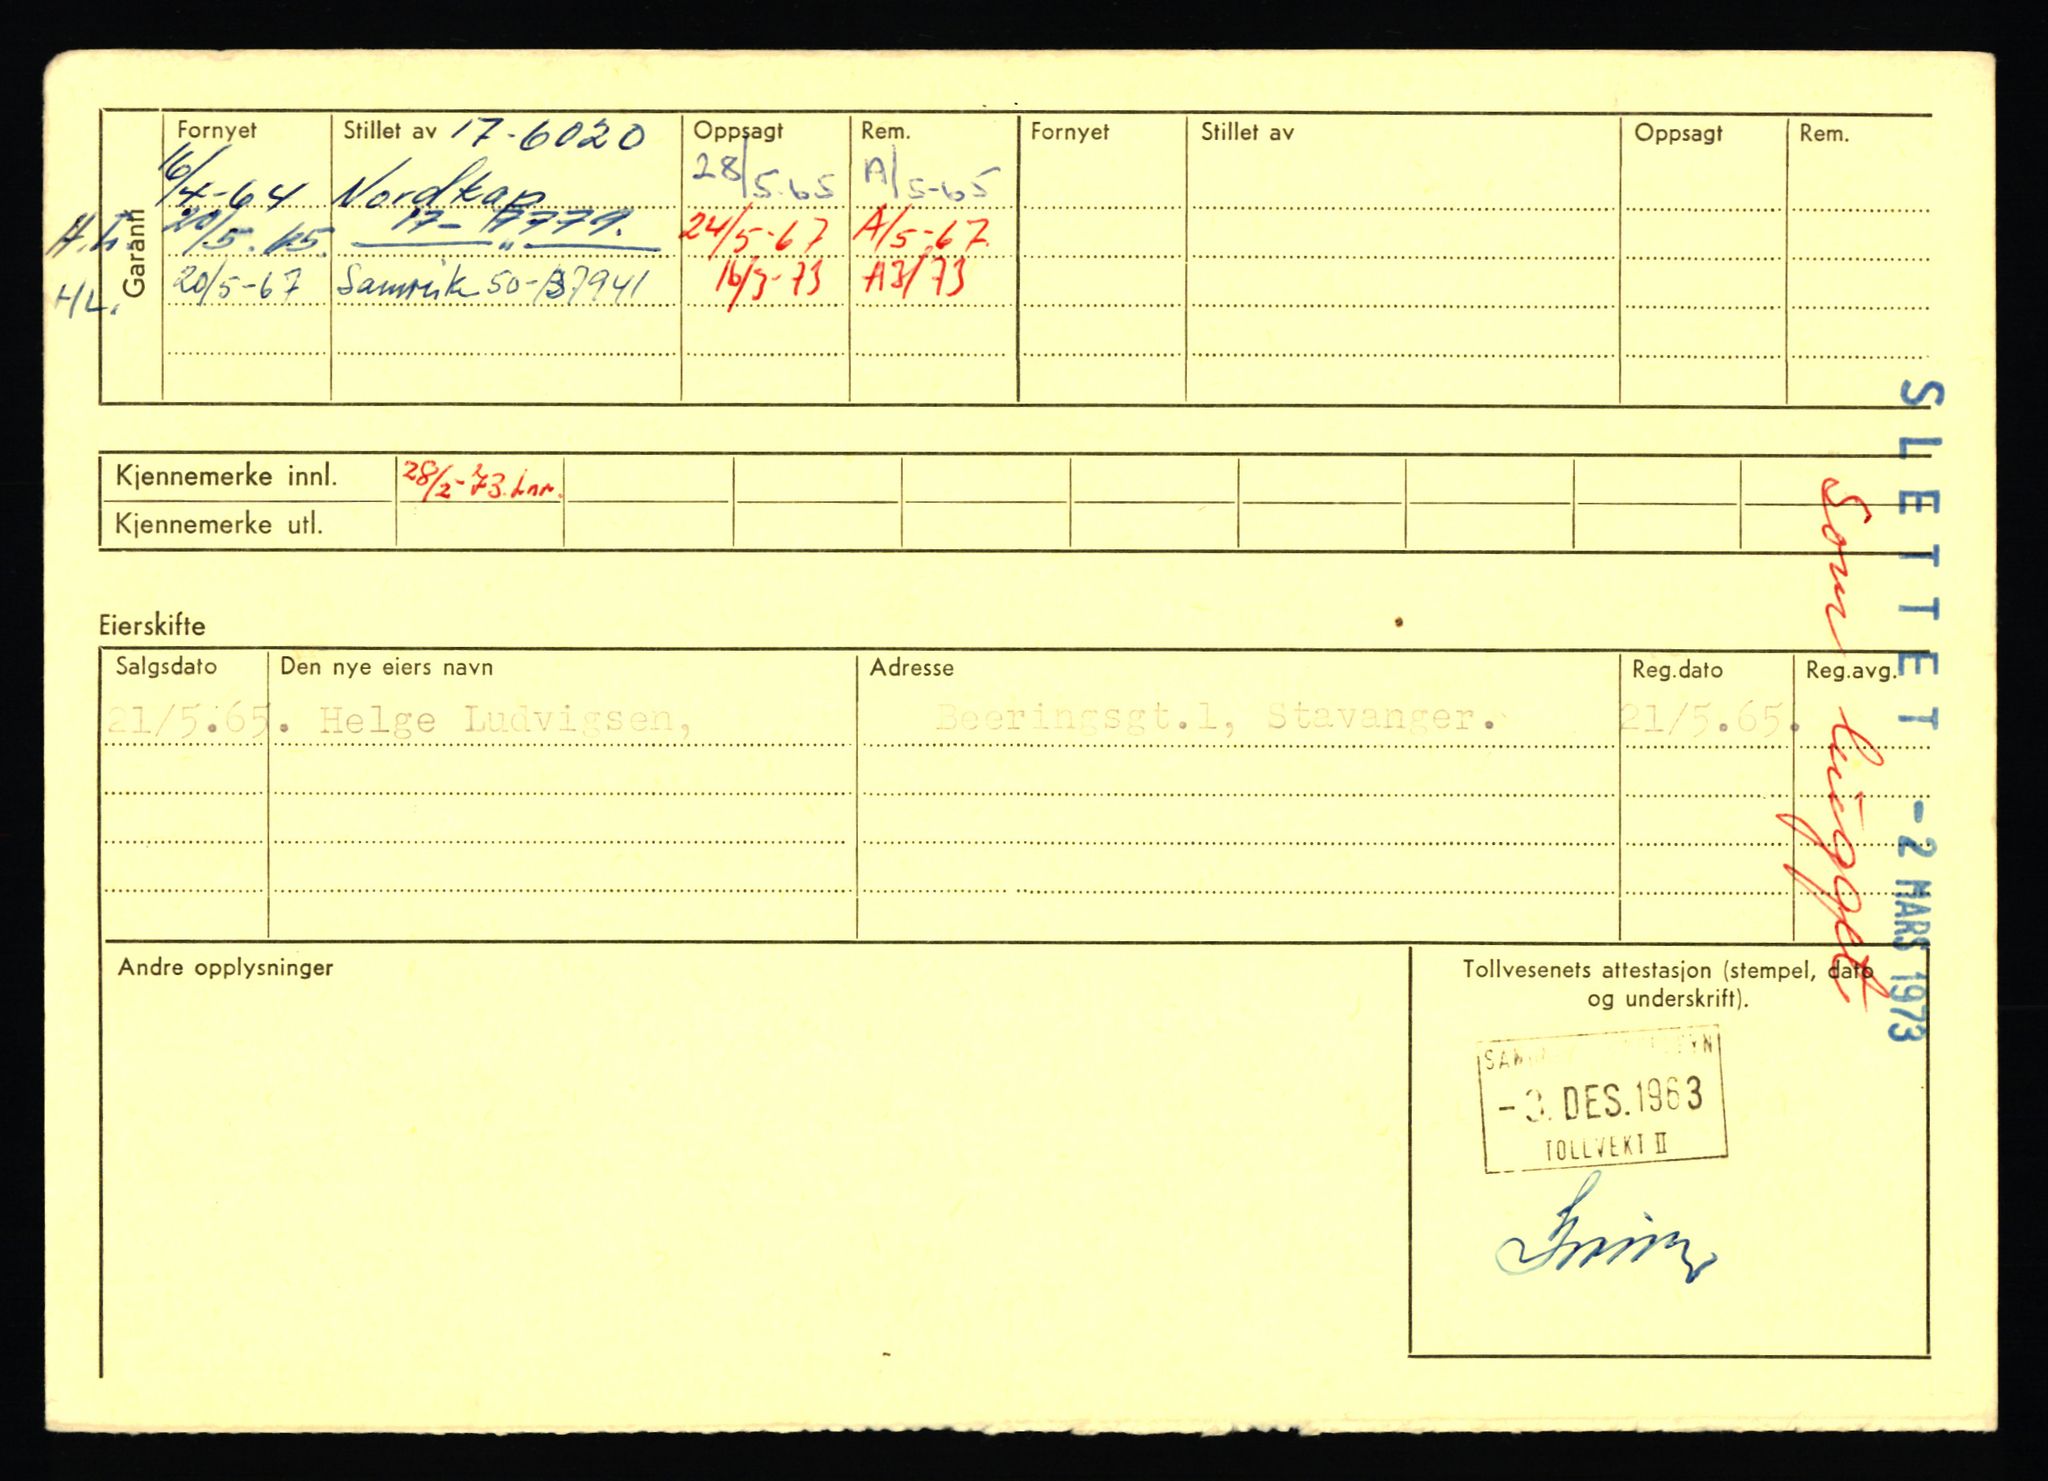 Garanti
Fornyet Stillet av 17-6020 Oppsagt Rem. Fornyet Stillet av Oppsagt Rem.
16/4-64 Nordkap 28/5-65 A/5-65
H.L. 20/5.65. 17- " 24/5-67 A/5-67.
HL. 20/5-67 Samvirk 50-37941 16/3-73 A3/73
Kjennemerke innl. 28/2-73.
Kjennemerke utl.
Eierskifte
Salgsdato Den nye eiers navn Adresse Reg.dato Reg.avg.
21/5.65. Helge Ludvigsen, Beeringsgt.1, Stavanger. 21/5.65.
Andre opplysninger
Tollvesenets attestasjon (stempel, dato
og underskrift).
-3. DES. 1963
TOLLVEKT II
SLETTET -2 MARS 1973
Som